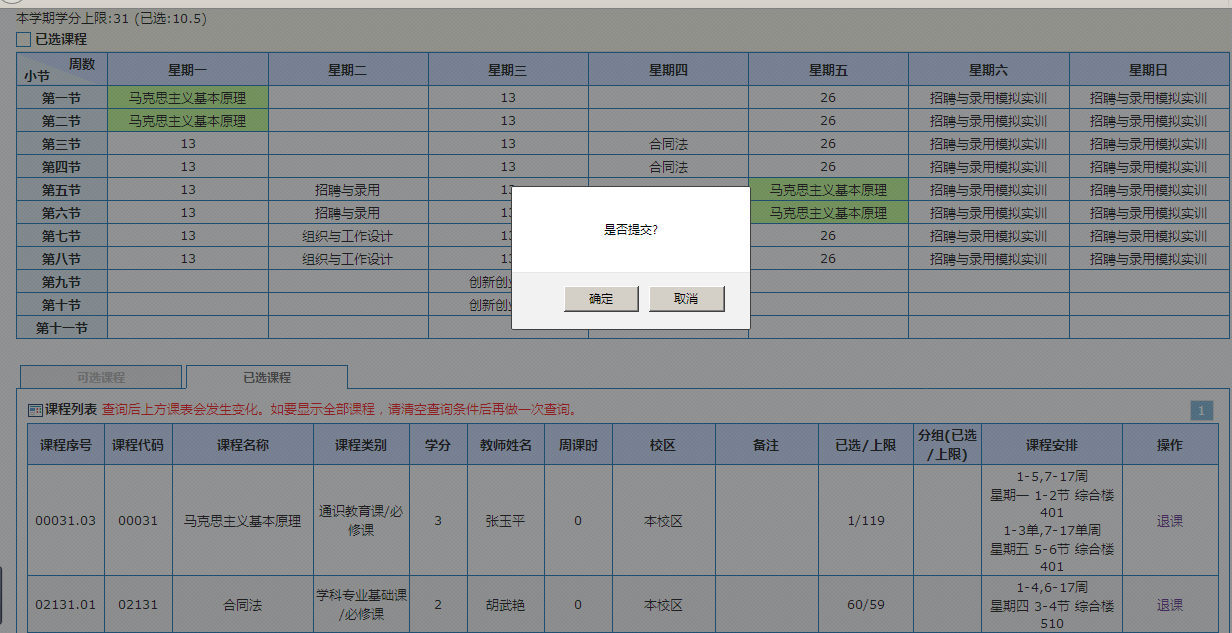 本学期学分上限:31 (已选:10.5)
已选课程
周数
小节 星期一 星期二 星期三 星期四 星期五 星期六 星期日
第一节 马克思主义基本原理 13 26 招聘与录用模拟实训 招聘与录用模拟实训
第二节 马克思主义基本原理 13 26 招聘与录用模拟实训 招聘与录用模拟实训
第三节 13 13 合同法 26 招聘与录用模拟实训 招聘与录用模拟实训
第四节 13 13 合同法 26 招聘与录用模拟实训 招聘与录用模拟实训
第五节 13 招聘与录用 13 马克思主义基本原理 招聘与录用模拟实训 招聘与录用模拟实训
第六节 13 招聘与录用 13 马克思主义基本原理 招聘与录用模拟实训 招聘与录用模拟实训
第七节 13 组织与工作设计 13 26 招聘与录用模拟实训 招聘与录用模拟实训
第八节 13 组织与工作设计 13 26 招聘与录用模拟实训 招聘与录用模拟实训
第九节 创新创
第十节 创新创
第十一节
是否提交?
确定 取消
可选课程 已选课程
课程列表 查询后上方课表会发生变化。如要显示全部课程，请清空查询条件后再做一次查询。 1
课程序号 课程代码 课程名称 课程类别 学分 教师姓名 周课时 校区 备注 已选/上限 分组(已选
/上限) 课程安排 操作
00031.03 00031 马克思主义基本原理 通识教育课/必
修课 3 张玉平 0 本校区 1/119 1-5,7-17周
星期一 1-2节 综合楼
401
1-3单,7-17单周
星期五 5-6节 综合楼
401 退课
02131.01 02131 合同法 学科专业基础课
/必修课 2 胡武艳 0 本校区 60/59 1-4,6-17周
星期四 3-4节 综合楼
510 退课